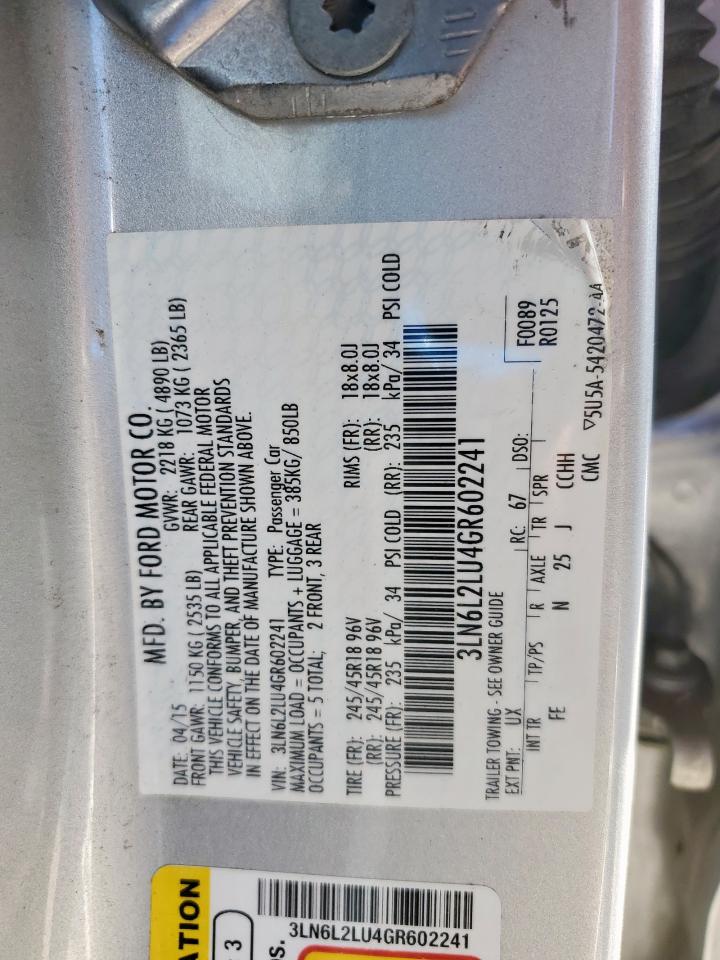 MFD. BY FORD MOTOR CO.
DATE: 04/15 GVWR: 2218 KG ( 4890 LB)
FRONT GAWR: 1150 KG ( 2535 LB) REAR GAWR: 1073 KG ( 2365 LB)
THIS VEHICLE CONFORMS TO ALL APPLICABLE FEDERAL MOTOR
VEHICLE SAFETY, BUMPER, AND THEFT PREVENTION STANDARDS
IN EFFECT ON THE DATE OF MANUFACTURE SHOWN ABOVE.
VIN: 3LN6L2LU4GR602241 TYPE: Passenger Car
MAXIMUM LOAD = OCCUPANTS + LUGGAGE = 385KG/ 850LB
OCCUPANTS = 5 TOTAL; 2 FRONT, 3 REAR
TIRE (FR): 245/45R18 96V RIMS (FR): 18x8.0J
(RR): 245/45R18 96V (RR): 18x8.0J
PRESSURE (FR): 235 kPa/ 34 PSI COLD (RR): 235 kPa/ 34 PSI COLD
3LN6L2LU4GR602241
TRAILER TOWING - SEE OWNER GUIDE
EXT PNT: UX RC: 67 DSO: F0089
R0125
INT TR TP/PS R AXLE TR SPR
FE N 25 J CCHH
CMC ▽5U5A-5420472-AA
ATION
3
os.
3LN6L2LU4GR602241